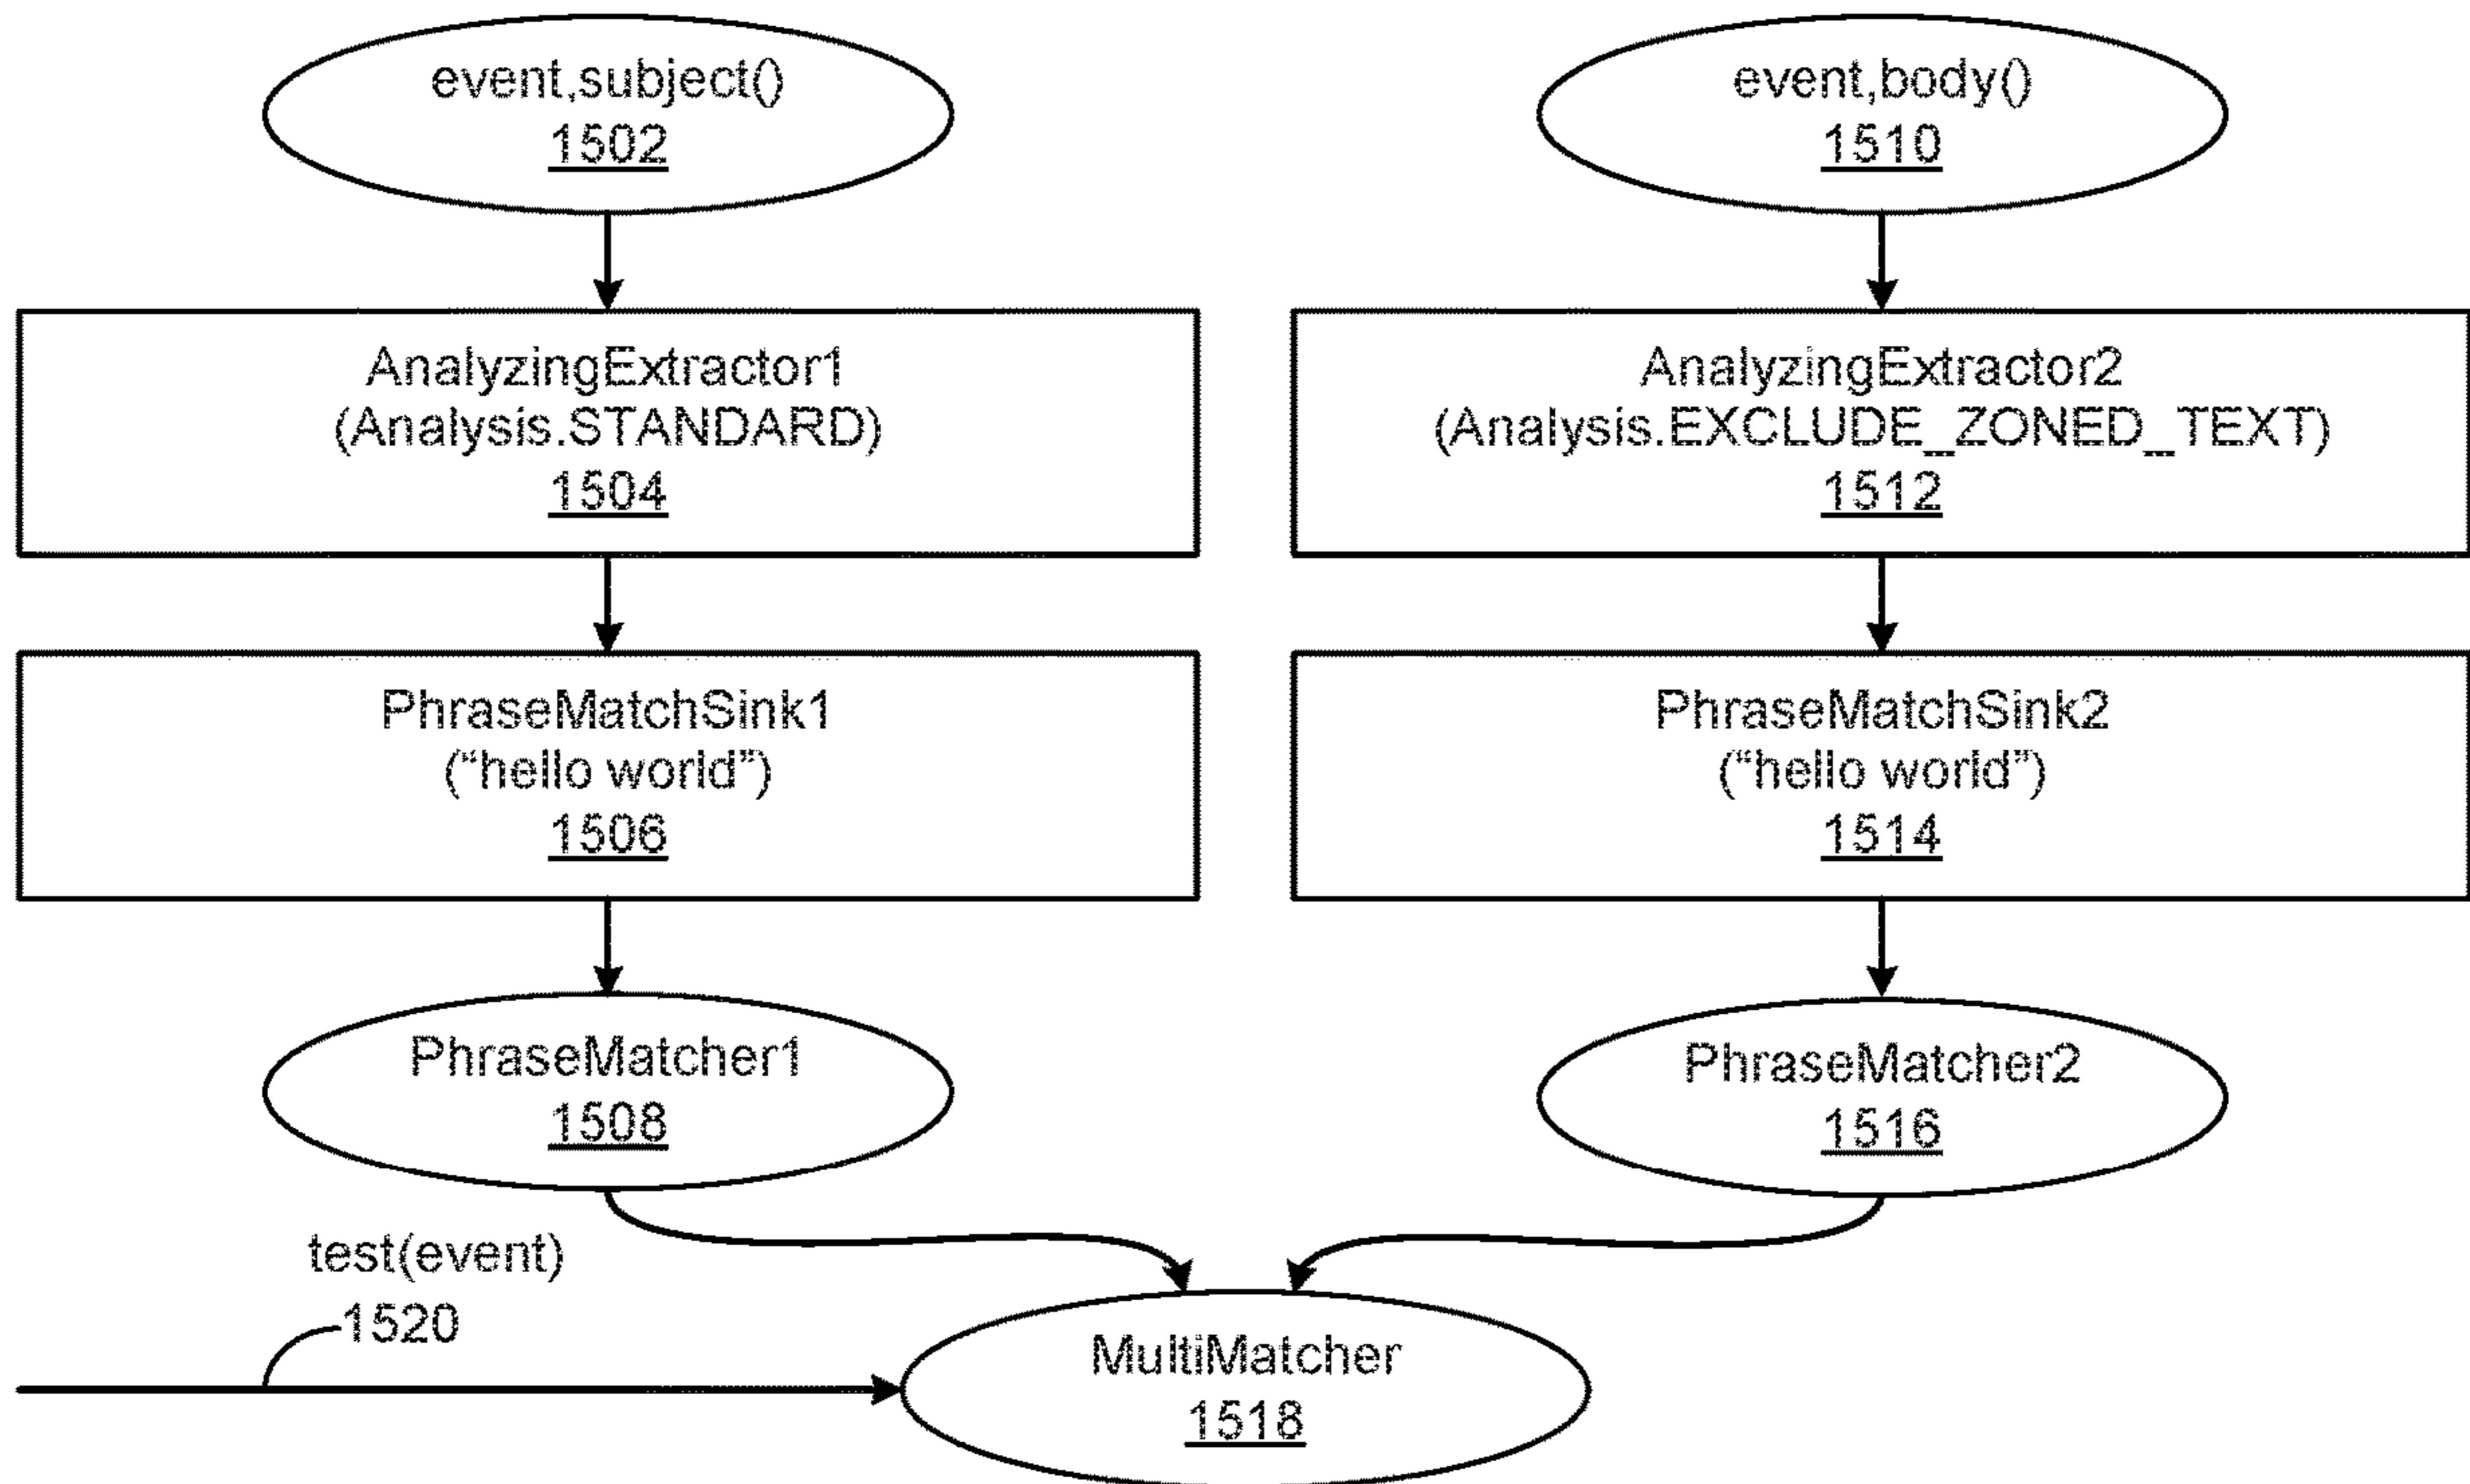 event,subject()
1502
event,body()
1510
AnalyzingExtractor1
(Analysis.STANDARD)
1504
AnalyzingExtractor2
(Analysis.EXCLUDE_ZONED_TEXT)
1512
PhraseMatchSink1
(“hello world”)
1506
PhraseMatchSink2
(“hello world”)
1514
PhraseMatcher1
1508
PhraseMatcher2
1516
test(event)
1520
MultiMatcher
1518